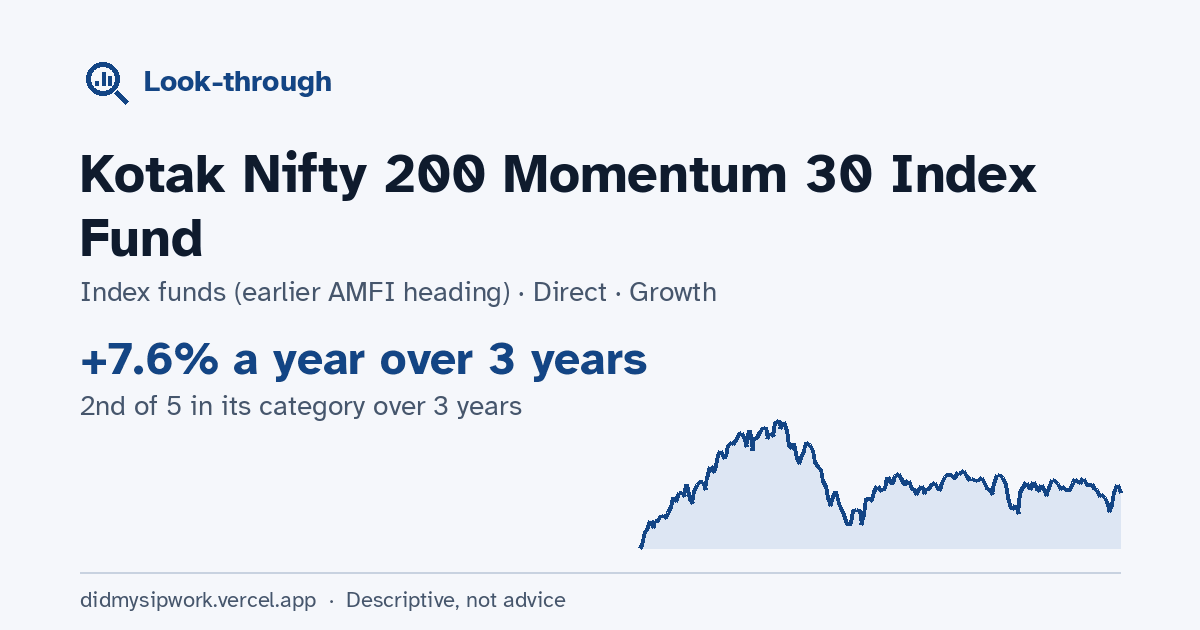 Look-through
Kotak Nifty 200 Momentum 30 Index
Fund
Index funds (earlier AMFI heading) · Direct · Growth
+7.6% a year over 3 years
2nd of 5 in its category over 3 years
didmysipwork.vercel.app · Descriptive, not advice